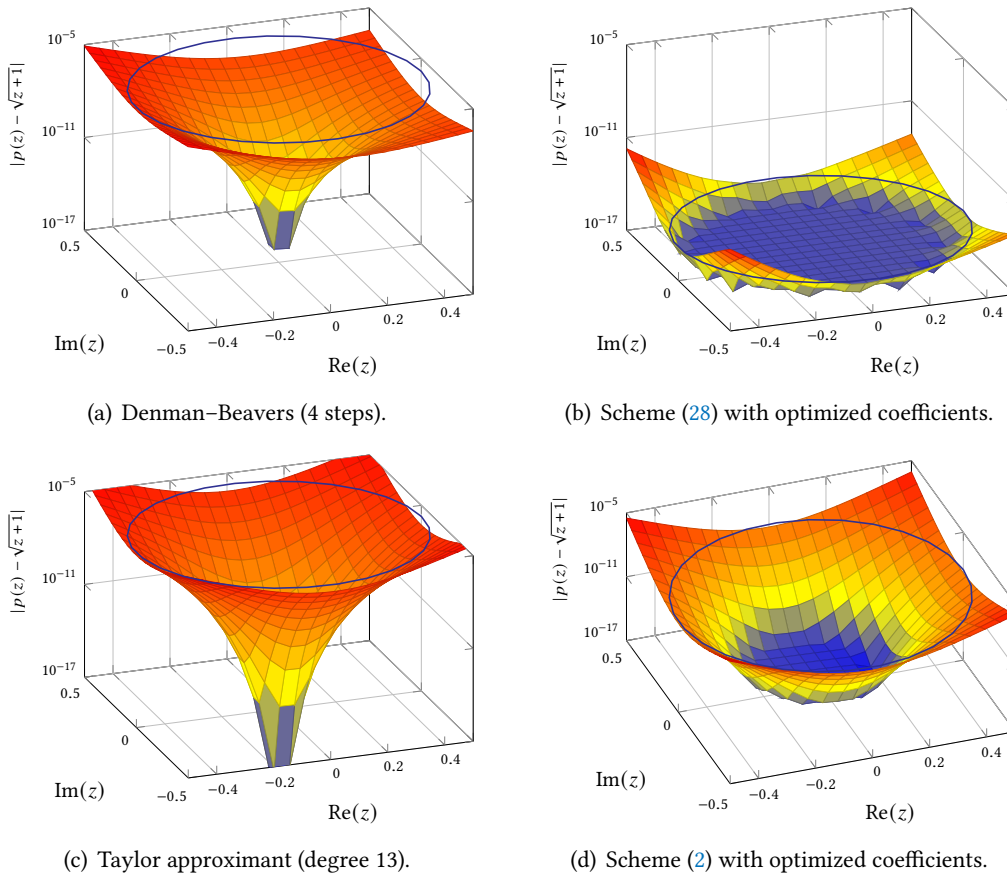 10⁻⁵
10⁻¹¹
10⁻¹⁷
|p(z) − √z + 1|
0.5
0
−0.5
Im(z)
−0.4
−0.2
0
0.2
0.4
Re(z)
(a) Denman–Beavers (4 steps).
10⁻⁵
10⁻¹¹
10⁻¹⁷
|p(z) − √z + 1|
0.5
0
−0.5
Im(z)
−0.4
−0.2
0
0.2
0.4
Re(z)
(b) Scheme (28) with optimized coefficients.
10⁻⁵
10⁻¹¹
10⁻¹⁷
|p(z) − √z + 1|
0.5
0
−0.5
Im(z)
−0.4
−0.2
0
0.2
0.4
Re(z)
(c) Taylor approximant (degree 13).
10⁻⁵
10⁻¹¹
10⁻¹⁷
|p(z) − √z + 1|
0.5
0
−0.5
Im(z)
−0.4
−0.2
0
0.2
0.4
Re(z)
(d) Scheme (2) with optimized coefficients.